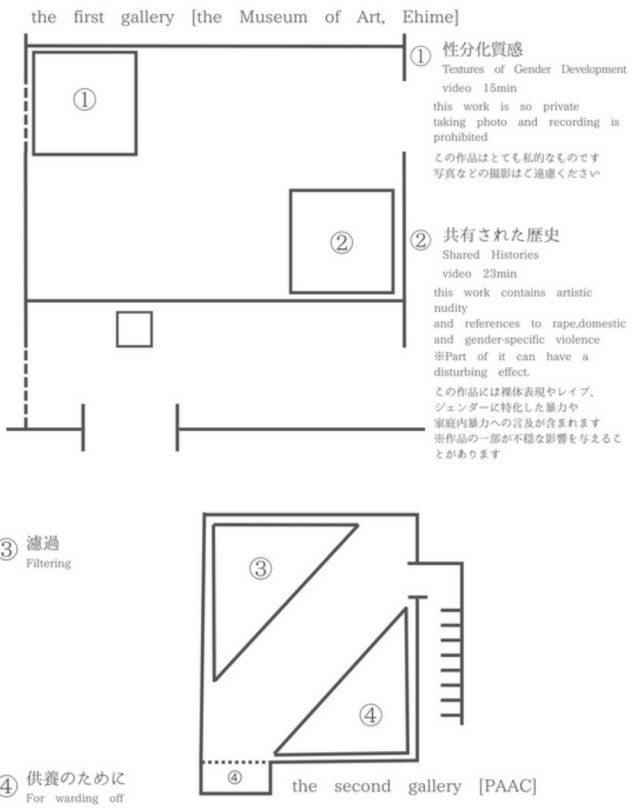 the first gallery [the Museum of Art, Ehime]
①
① 性分化質感
Textures of Gender Development
video 15min
this work is so private
taking photo and recording is
prohibited
この作品はとても私的なものです
写真などの撮影はご遠慮ください
②
② 共有された歴史
Shared Histories
video 23min
this work contains artistic
nudity
and references to rape,domestic
and gender-specific violence
※Part of it can have a
disturbing effect.
この作品には裸体表現やレイプ、
ジェンダーに特化した暴力や
家庭内暴力への言及が含まれます
※作品の一部が不穏な影響を与えるこ
とがあります
③ 濾過
Filtering
③
④
④ 供養のために
For warding off
④
the second gallery [PAAC]